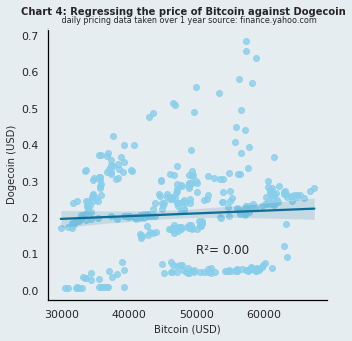 Chart 4: Regressing the price of Bitcoin against Dogecoin
daily pricing data taken over 1 year source: finance.yahoo.com
0.7
0.6
0.5
0.4
0.3
0.2
0.1
0.0
Dogecoin (USD)
R²= 0.00
30000 40000 50000 60000
Bitcoin (USD)